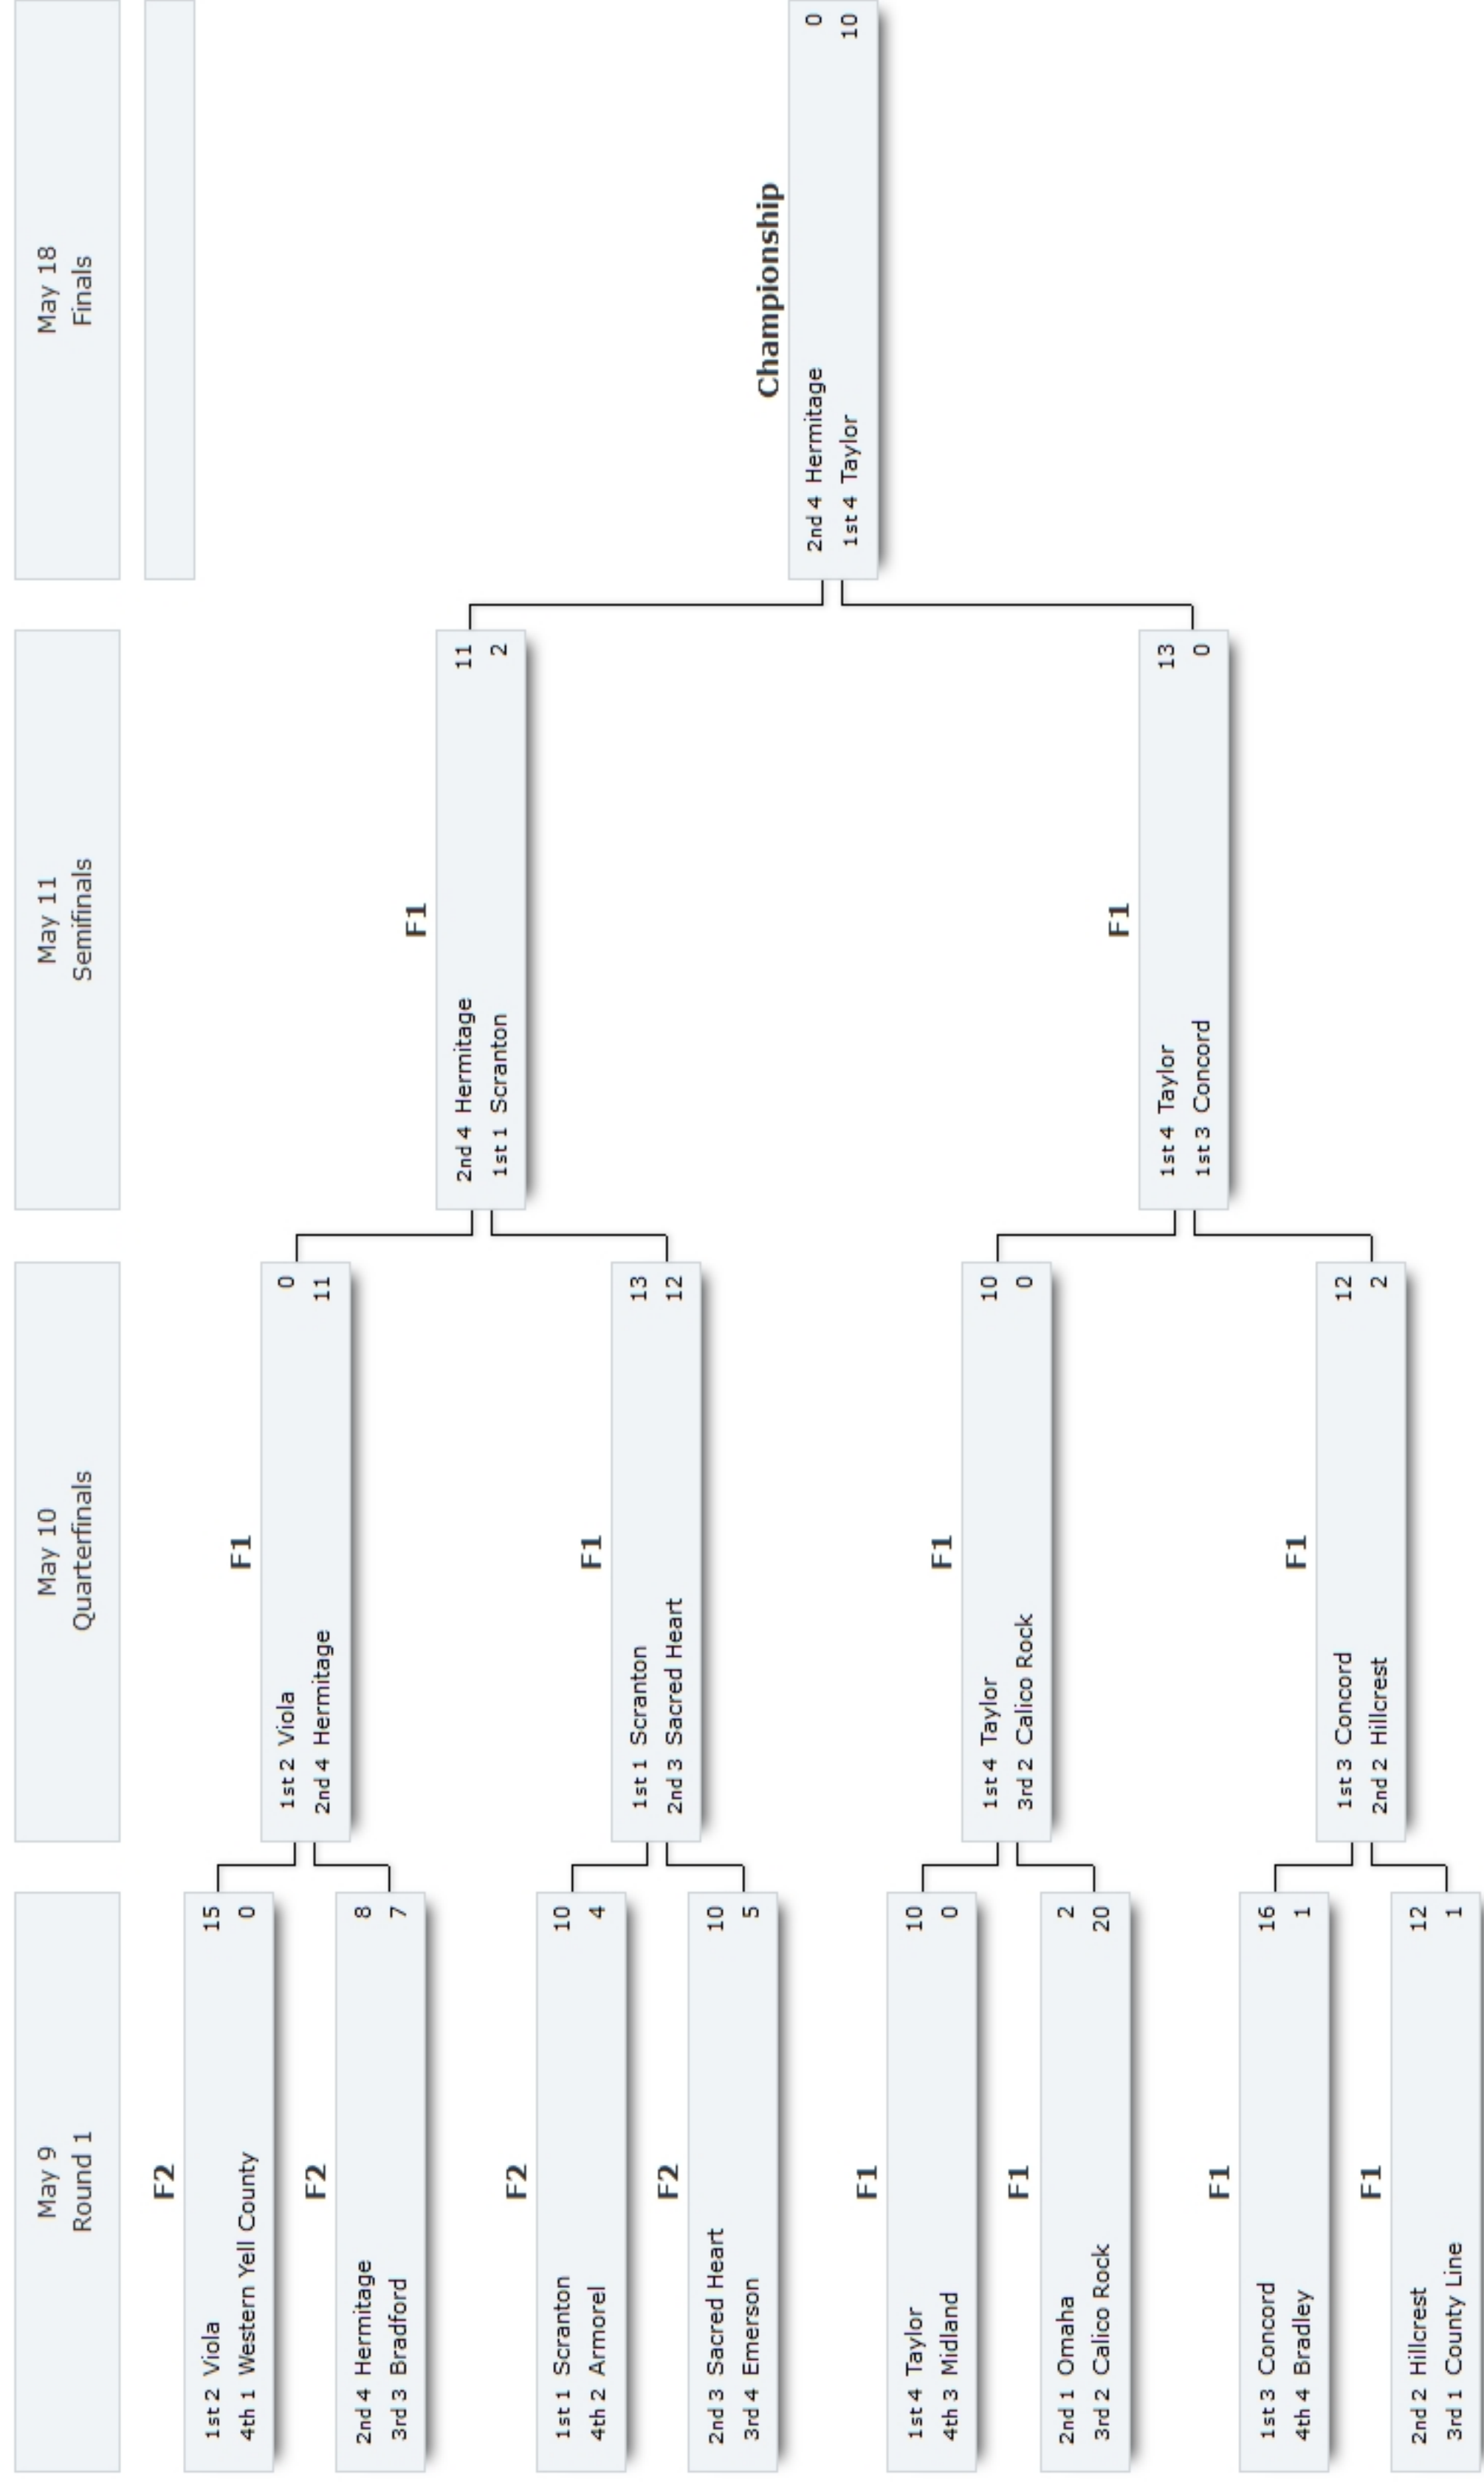 May 9
Round 1
May 10
Quarterfinals
May 11
Semifinals
May 18
Finals
F2
1st 2 Viola 15
4th 1 Western Yell County 0
F2
2nd 4 Hermitage 8
3rd 3 Bradford 7
F2
1st 1 Scranton 10
4th 2 Armorel 4
F2
2nd 3 Sacred Heart 10
3rd 4 Emerson 5
F1
1st 4 Taylor 10
4th 3 Midland 0
F1
2nd 1 Omaha 2
3rd 2 Calico Rock 20
F1
1st 3 Concord 16
4th 4 Bradley 1
F1
2nd 2 Hillcrest 12
3rd 1 County Line 1
F1
1st 2 Viola 0
2nd 4 Hermitage 11
F1
1st 1 Scranton 13
2nd 3 Sacred Heart 12
F1
1st 4 Taylor 10
3rd 2 Calico Rock 0
F1
1st 3 Concord 12
2nd 2 Hillcrest 2
F1
2nd 4 Hermitage 11
1st 1 Scranton 2
F1
1st 4 Taylor 13
1st 3 Concord 0
Championship
2nd 4 Hermitage 0
1st 4 Taylor 10